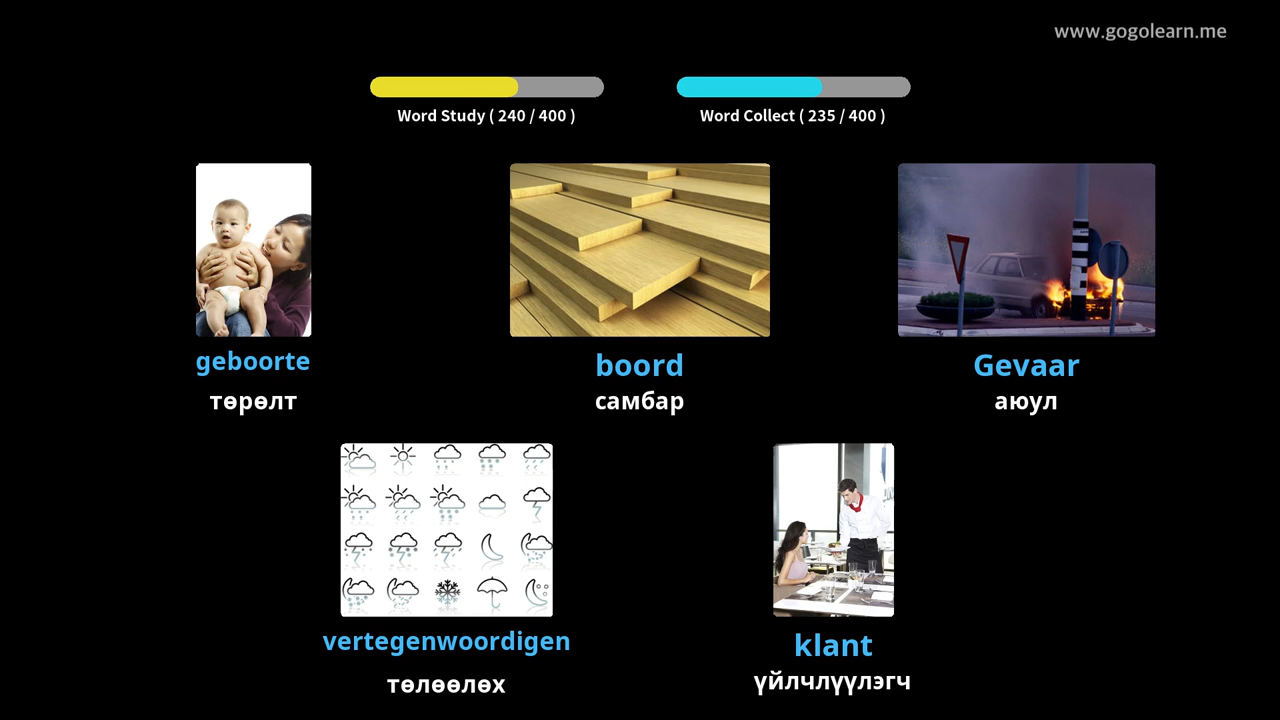 www.gogolearn.me
Word Study ( 240 / 400 )
Word Collect ( 235 / 400 )
geboorte
төрөлт
boord
самбар
Gevaar
аюул
vertegenwoordigen
төлөөлөх
klant
үйлчлүүлэгч